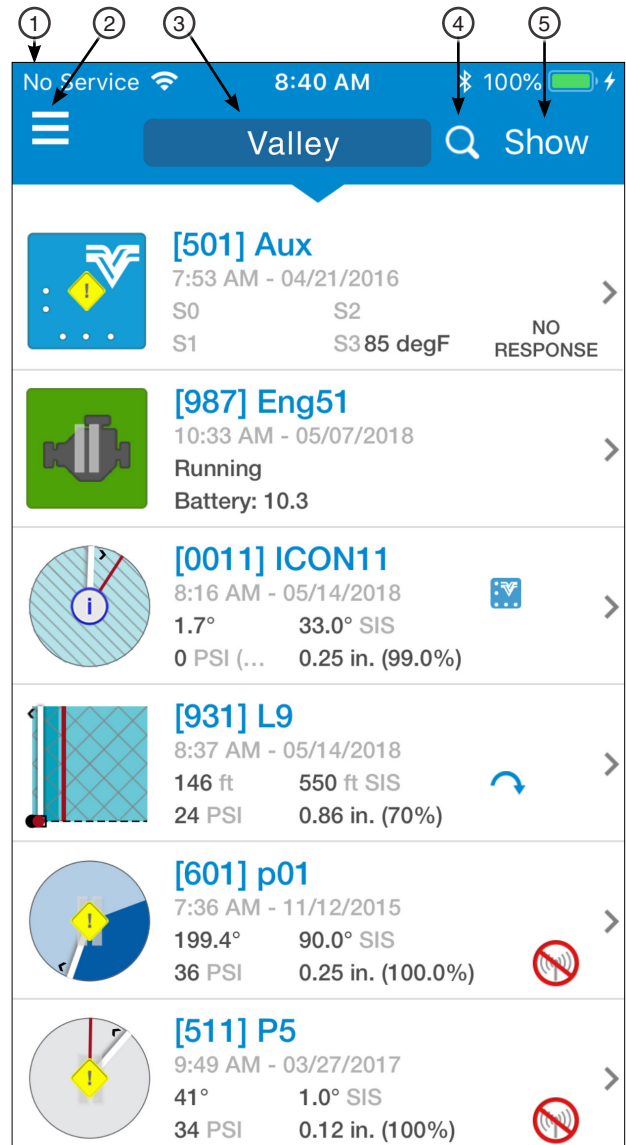 1 2 3 4 5
No Service 8:40 AM 100%
Valley Show
[501] Aux
7:53 AM - 04/21/2016
S0 S2
S1 S3 85 degF
NO
RESPONSE
[987] Eng51
10:33 AM - 05/07/2018
Running
Battery: 10.3
[0011] ICON11
8:16 AM - 05/14/2018
1.7° 33.0° SIS
0 PSI (... 0.25 in. (99.0%)
i
[931] L9
8:37 AM - 05/14/2018
146 ft 550 ft SIS
24 PSI 0.86 in. (70%)
[601] p01
7:36 AM - 11/12/2015
199.4° 90.0° SIS
36 PSI 0.25 in. (100.0%)
!
[511] P5
9:49 AM - 03/27/2017
41° 1.0° SIS
34 PSI 0.12 in. (100%)
!